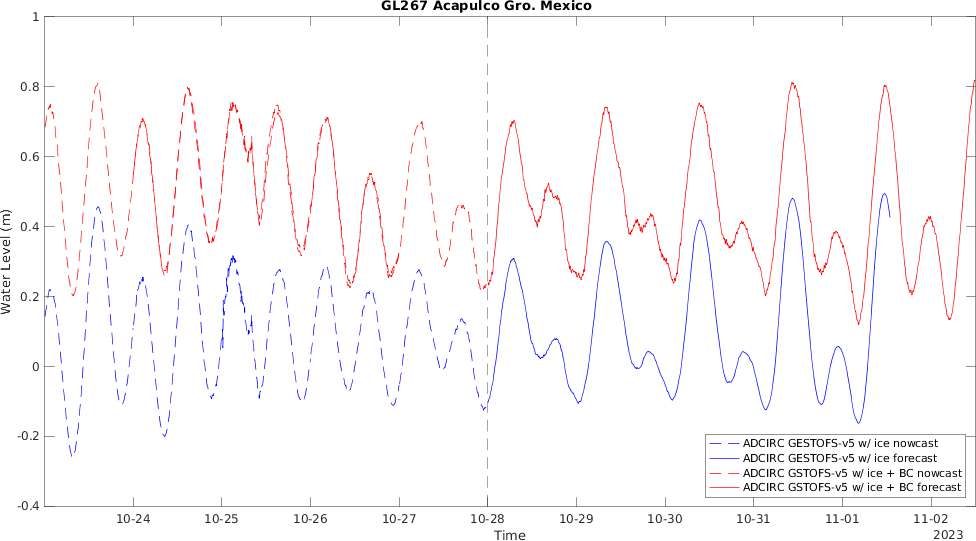 GL267 Acapulco Gro. Mexico
1
0.8
0.6
0.4
0.2
0
-0.2
-0.4
Water Level (m)
10-24 10-25 10-26 10-27 10-28 10-29 10-30 10-31 11-01 11-02
Time
2023
ADCIRC GESTOFS-v5 w/ ice nowcast
ADCIRC GESTOFS-v5 w/ ice forecast
ADCIRC GSTOFS-v5 w/ ice + BC nowcast
ADCIRC GSTOFS-v5 w/ ice + BC forecast